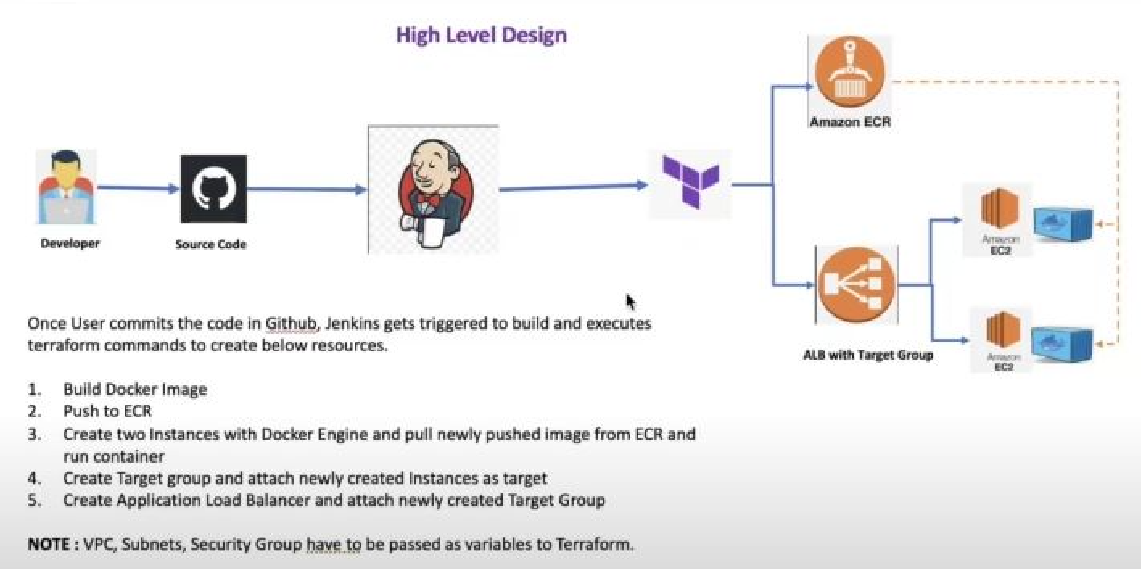 High Level Design
Amazon ECR
Developer
Source Code
Amazon
EC2
ALB with Target Group
Amazon
EC2
Once User commits the code in Github, Jenkins gets triggered to build and executes
terraform commands to create below resources.
1. Build Docker Image
2. Push to ECR
3. Create two Instances with Docker Engine and pull newly pushed image from ECR and
run container
4. Create Target group and attach newly created Instances as target
5. Create Application Load Balancer and attach newly created Target Group
NOTE : VPC, Subnets, Security Group have to be passed as variables to Terraform.